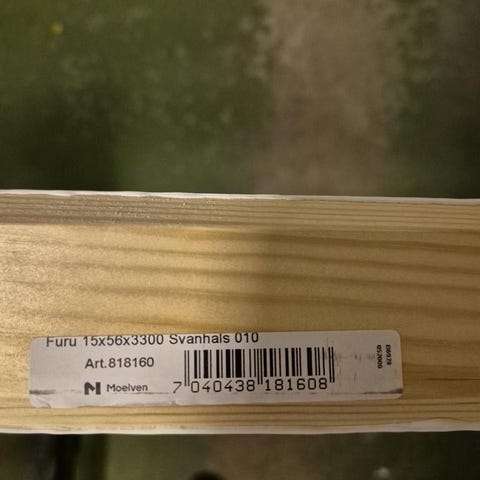 Furu 15x56x3300 Svanhals 010
Art.818160
Moelven
7 040438 181608